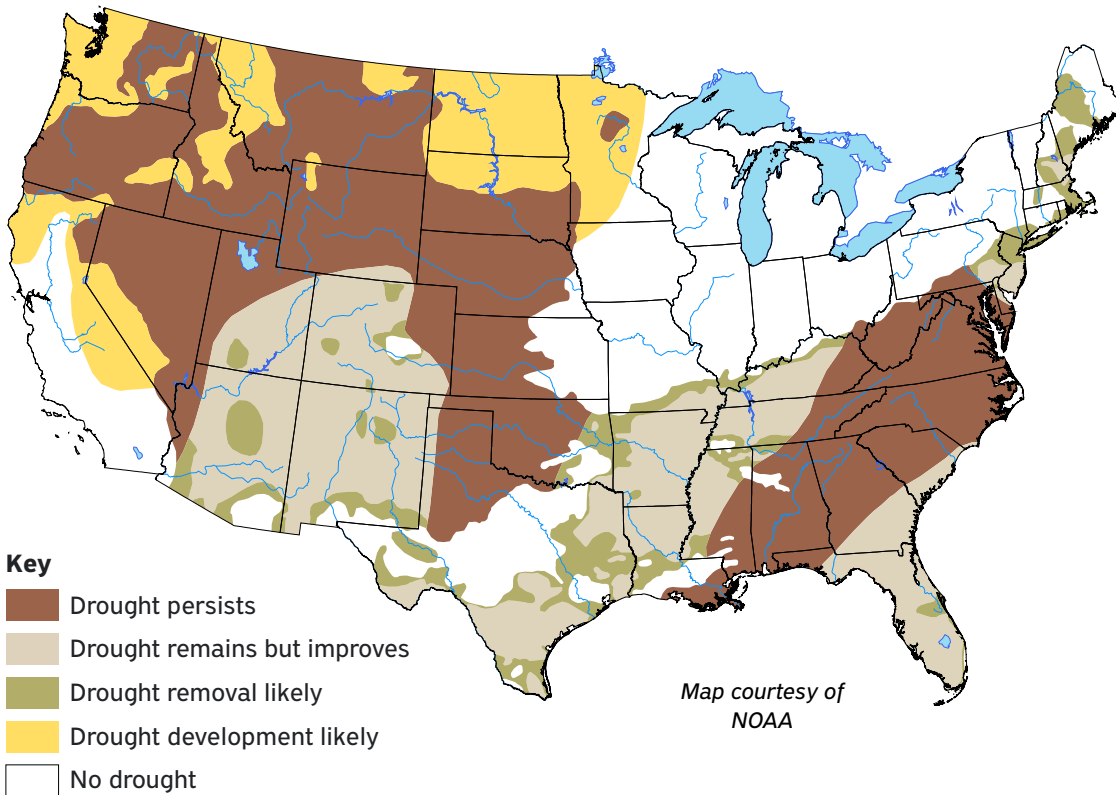 Key
Drought persists
Drought remains but improves
Drought removal likely
Drought development likely
No drought
Map courtesy of
NOAA